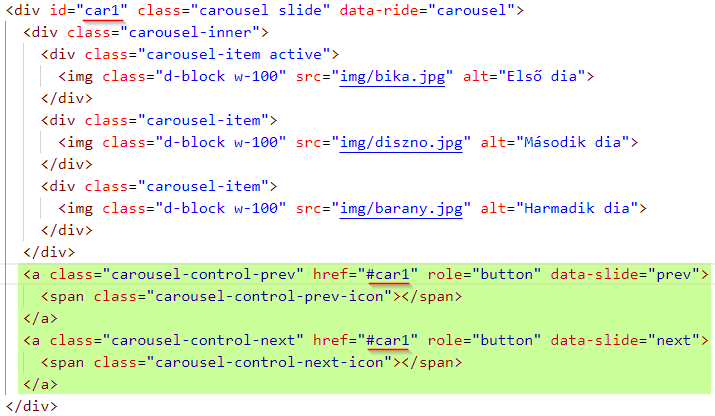 <div id="car1" class="carousel slide" data-ride="carousel">
  <div class="carousel-inner">
    <div class="carousel-item active">
      <img class="d-block w-100" src="img/bika.jpg" alt="Első dia">
    </div>
    <div class="carousel-item">
      <img class="d-block w-100" src="img/diszno.jpg" alt="Második dia">
    </div>
    <div class="carousel-item">
      <img class="d-block w-100" src="img/barany.jpg" alt="Harmadik dia">
    </div>
  </div>
  <a class="carousel-control-prev" href="#car1" role="button" data-slide="prev">
    <span class="carousel-control-prev-icon"></span>
  </a>
  <a class="carousel-control-next" href="#car1" role="button" data-slide="next">
    <span class="carousel-control-next-icon"></span>
  </a>
</div>